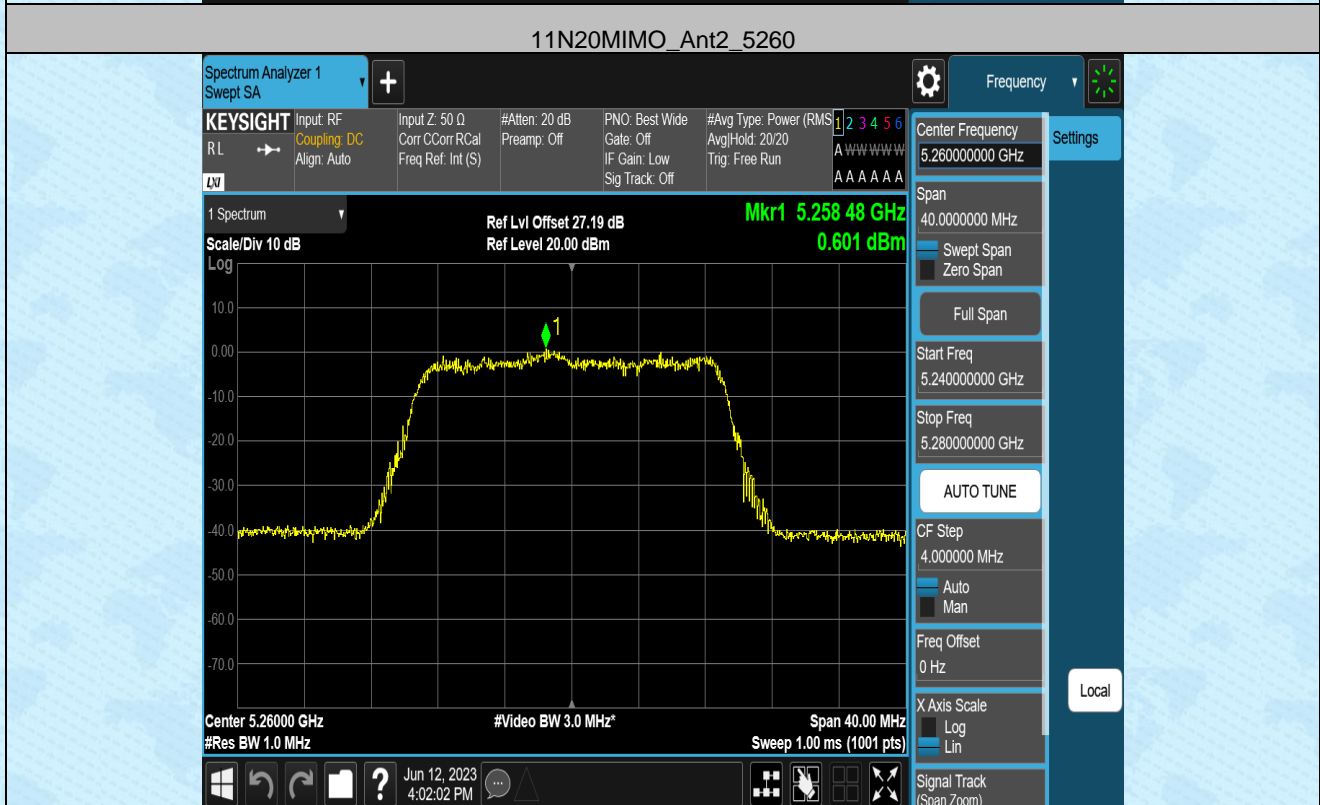 11N20MIMO_Ant2_5260
Spectrum Analyzer 1
Swept SA
Frequency
KEYSIGHT
R L
LXI
Input: RF
Coupling: DC
Align: Auto
Input Z: 50 Ω
Corr CCorr RCal
Freq Ref: Int (S)
#Atten: 20 dB
Preamp: Off
PNO: Best Wide
Gate: Off
IF Gain: Low
Sig Track: Off
#Avg Type: Power (RMS
Avg|Hold: 20/20
Trig: Free Run
1 2 3 4 5 6
A W W W W W
A A A A A A
1 Spectrum
Scale/Div 10 dB
Log
Ref Lvl Offset 27.19 dB
Ref Level 20.00 dBm
Mkr1 5.258 48 GHz
0.601 dBm
1
10.0
0.00
-10.0
-20.0
-30.0
-40.0
-50.0
-60.0
-70.0
Center 5.26000 GHz
#Res BW 1.0 MHz
#Video BW 3.0 MHz*
Span 40.00 MHz
Sweep 1.00 ms (1001 pts)
Jun 12, 2023
4:02:02 PM
Center Frequency
5.260000000 GHz
Settings
Span
40.0000000 MHz
Swept Span
Zero Span
Full Span
Start Freq
5.240000000 GHz
Stop Freq
5.280000000 GHz
AUTO TUNE
CF Step
4.000000 MHz
Auto
Man
Freq Offset
0 Hz
X Axis Scale
Log
Lin
Local
Signal Track
(Span Zoom)